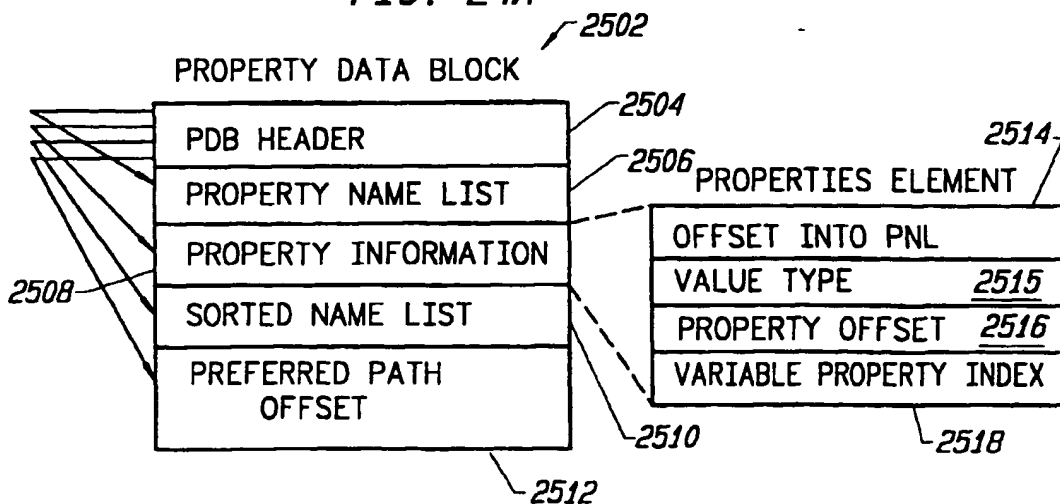 2502
PROPERTY DATA BLOCK
2504
PDB HEADER
2506
2514
PROPERTY NAME LIST
PROPERTIES ELEMENT
PROPERTY INFORMATION
OFFSET INTO PNL
2508
VALUE TYPE 2515
SORTED NAME LIST
PROPERTY OFFSET 2516
PREFERRED PATH
OFFSET
VARIABLE PROPERTY INDEX
2510
2518
2512